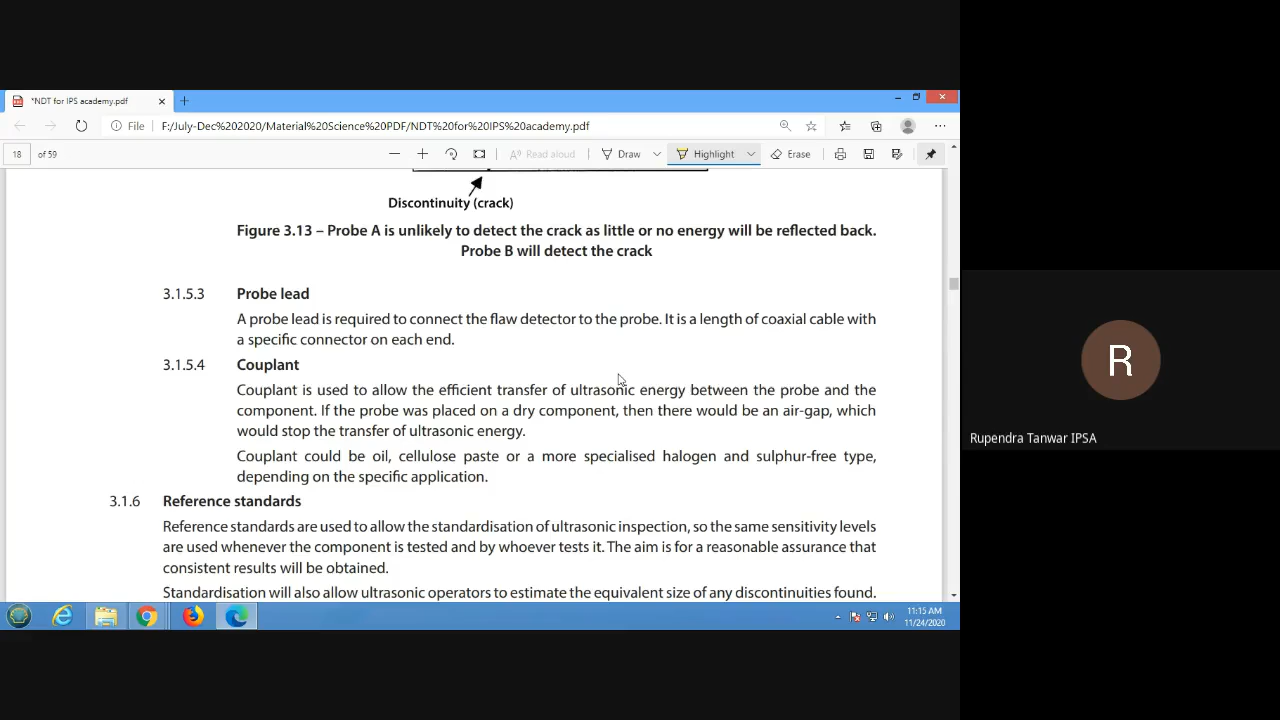 *NDT for IPS academy.pdf
File F:/July-Dec%202020/Material%20Science%20PDF/NDT%20for%20IPS%20academy.pdf
18 of 59 Read aloud Draw Highlight Erase
Discontinuity (crack)
Figure 3.13 – Probe A is unlikely to detect the crack as little or no energy will be reflected back.
Probe B will detect the crack
3.1.5.3 Probe lead
A probe lead is required to connect the flaw detector to the probe. It is a length of coaxial cable with
a specific connector on each end.
3.1.5.4 Couplant
Couplant is used to allow the efficient transfer of ultrasonic energy between the probe and the
component. If the probe was placed on a dry component, then there would be an air-gap, which
would stop the transfer of ultrasonic energy.
Couplant could be oil, cellulose paste or a more specialised halogen and sulphur-free type,
depending on the specific application.
3.1.6 Reference standards
Reference standards are used to allow the standardisation of ultrasonic inspection, so the same sensitivity levels
are used whenever the component is tested and by whoever tests it. The aim is for a reasonable assurance that
consistent results will be obtained.
Standardisation will also allow ultrasonic operators to estimate the equivalent size of any discontinuities found.
11:15 AM
11/24/2020
R
Rupendra Tanwar IPSA